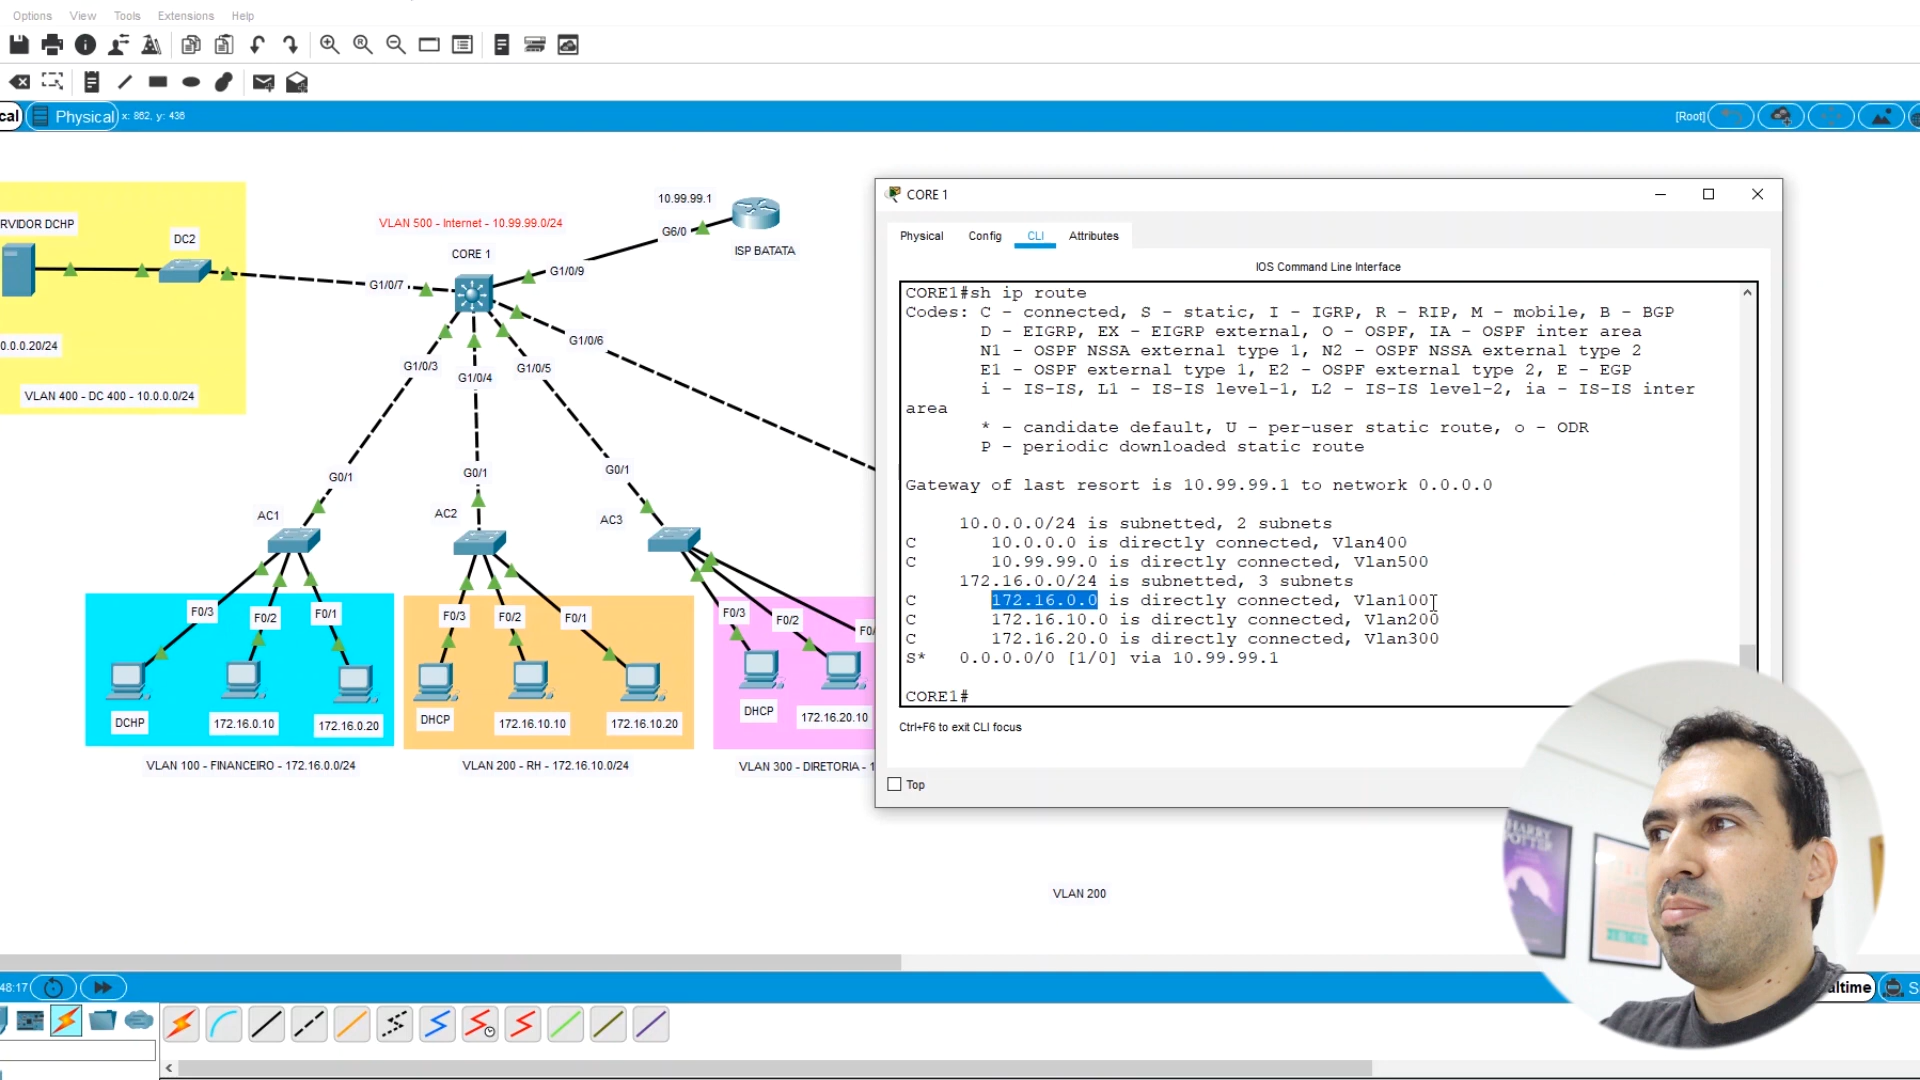 Options View Tools Extensions Help
cal Physical x: 862, y: 436 [Root]
RVIDOR DCHP
DC2
0.0.0.20/24
VLAN 400 - DC 400 - 10.0.0.0/24
VLAN 500 - Internet - 10.99.99.0/24
CORE 1
10.99.99.1
G6/0
ISP BATATA
G1/0/9
G1/0/7
G1/0/6
G1/0/3
G1/0/4
G1/0/5
G0/1
G0/1
G0/1
AC1
AC2
AC3
F0/3
F0/2
F0/1
F0/3
F0/2
F0/1
F0/3
F0/2
F0/
DCHP
172.16.0.10
172.16.0.20
DHCP
172.16.10.10
172.16.10.20
DHCP
172.16.20.10
VLAN 100 - FINANCEIRO - 172.16.0.0/24
VLAN 200 - RH - 172.16.10.0/24
VLAN 300 - DIRETORIA - 1
CORE 1
Physical Config CLI Attributes
IOS Command Line Interface
CORE1#sh ip route
Codes: C - connected, S - static, I - IGRP, R - RIP, M - mobile, B - BGP
D - EIGRP, EX - EIGRP external, O - OSPF, IA - OSPF inter area
N1 - OSPF NSSA external type 1, N2 - OSPF NSSA external type 2
E1 - OSPF external type 1, E2 - OSPF external type 2, E - EGP
i - IS-IS, L1 - IS-IS level-1, L2 - IS-IS level-2, ia - IS-IS inter
area
* - candidate default, U - per-user static route, o - ODR
P - periodic downloaded static route
Gateway of last resort is 10.99.99.1 to network 0.0.0.0
10.0.0.0/24 is subnetted, 2 subnets
C 10.0.0.0 is directly connected, Vlan400
C 10.99.99.0 is directly connected, Vlan500
172.16.0.0/24 is subnetted, 3 subnets
C 172.16.0.0 is directly connected, Vlan100
C 172.16.10.0 is directly connected, Vlan200
C 172.16.20.0 is directly connected, Vlan300
S* 0.0.0.0/0 [1/0] via 10.99.99.1
CORE1#
Ctrl+F6 to exit CLI focus
Top
VLAN 200
HARRY
POTTER
48:17
altime
S